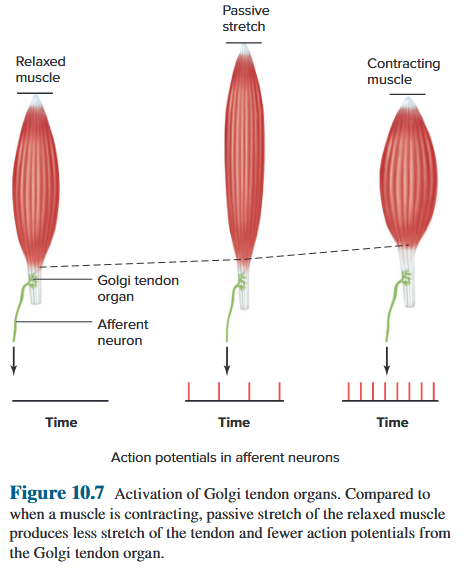 Passive
stretch
Relaxed
muscle
Contracting
muscle
Golgi tendon
organ
Afferent
neuron
Time
Time
Time
Action potentials in afferent neurons
Figure 10.7 Activation of Golgi tendon organs. Compared to
when a muscle is contracting, passive stretch of the relaxed muscle
produces less stretch of the tendon and fewer action potentials from
the Golgi tendon organ.